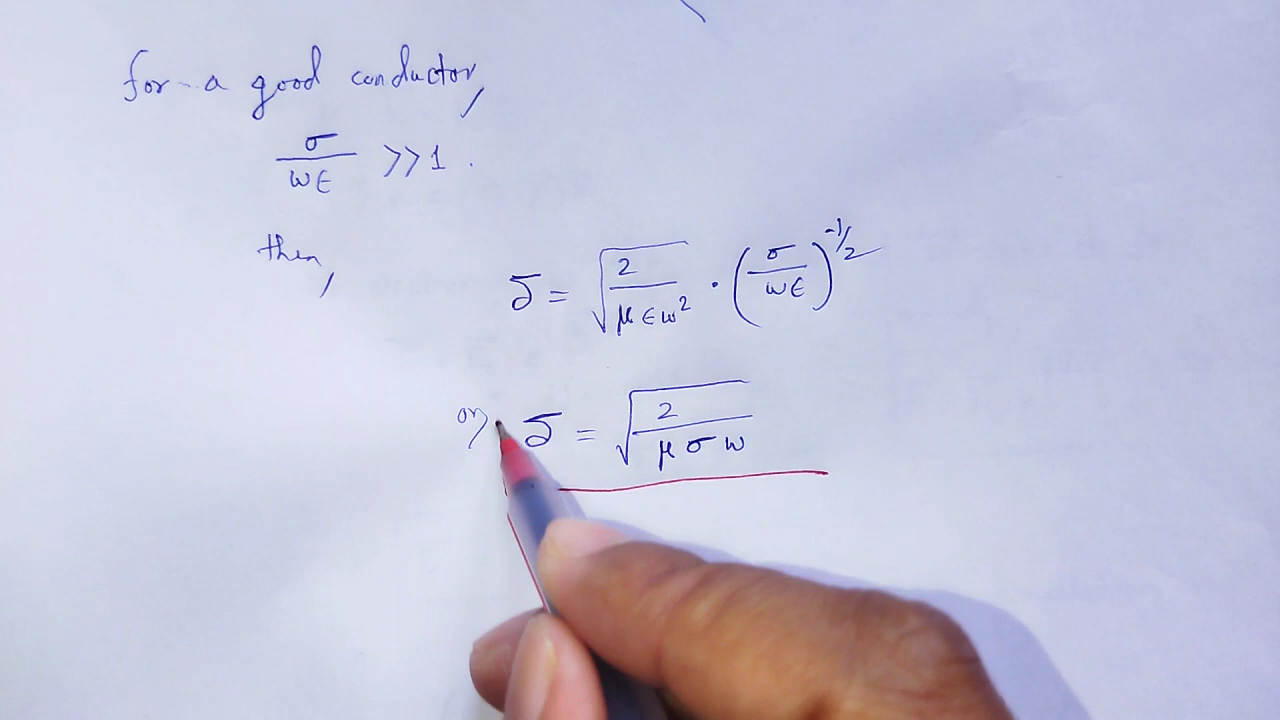 for a good conductor,
σ/ωϵ >> 1.
then,
δ = √(2/μϵω²) · (σ/ωϵ)^(-1/2)
or, δ = √(2/μσω)